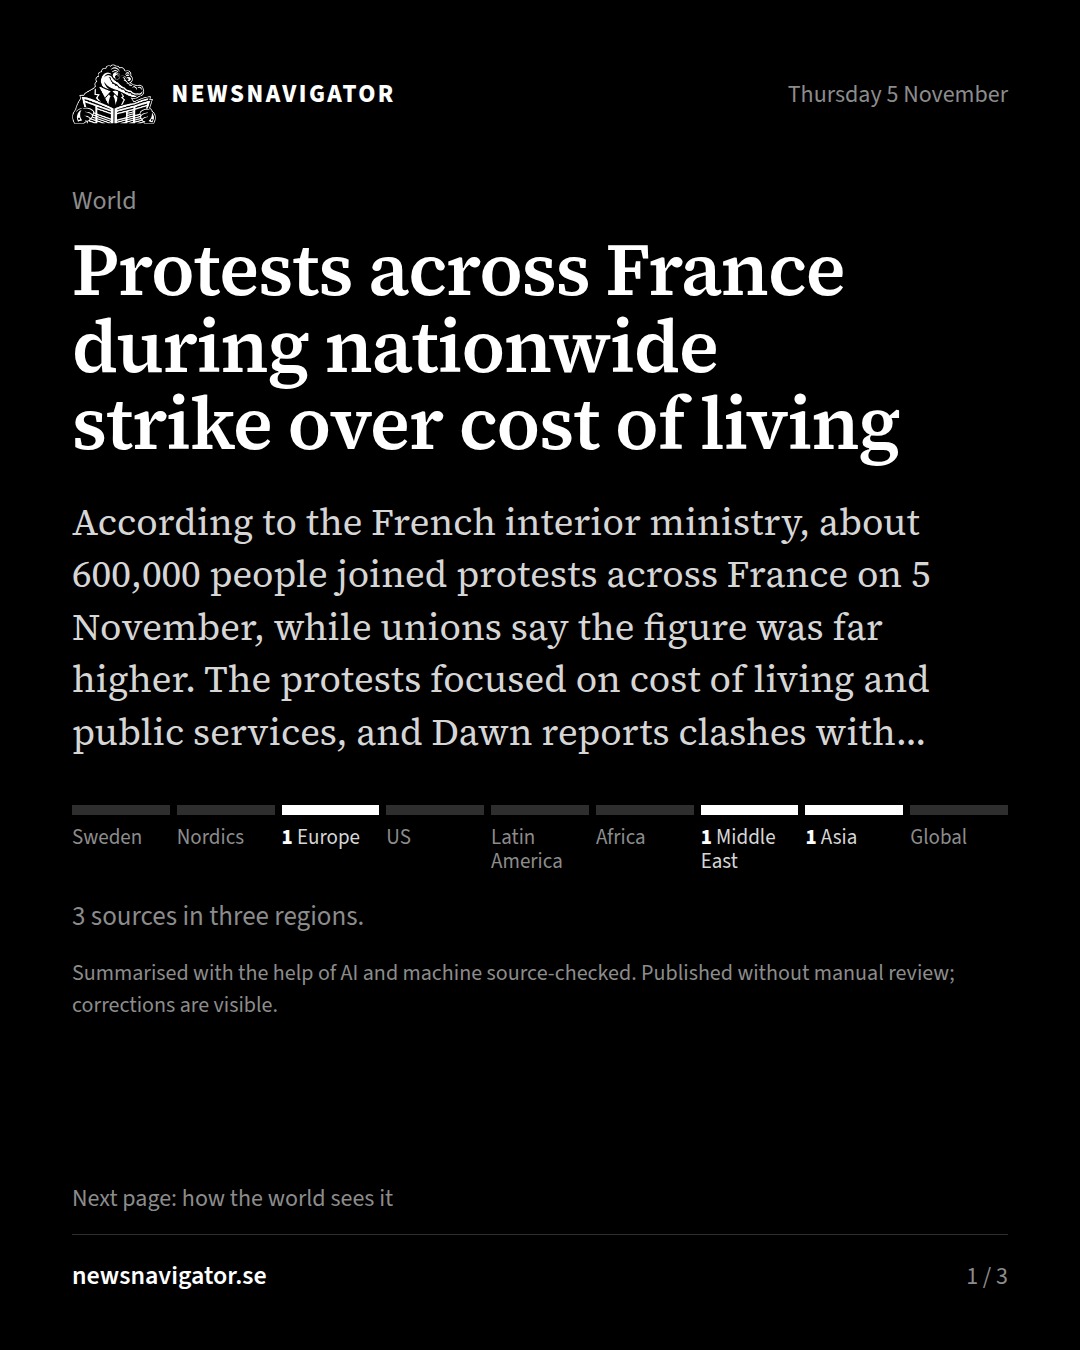 NEWSNAVIGATOR
Thursday 5 November
World
Protests across France
during nationwide
strike over cost of living
According to the French interior ministry, about
600,000 people joined protests across France on 5
November, while unions say the figure was far
higher. The protests focused on cost of living and
public services, and Dawn reports clashes with...
Sweden
Nordics
1 Europe
US
Latin
America
Africa
1 Middle
East
1 Asia
Global
3 sources in three regions.
Summarised with the help of AI and machine source-checked. Published without manual review;
corrections are visible.
Next page: how the world sees it
newsnavigator.se
1 / 3